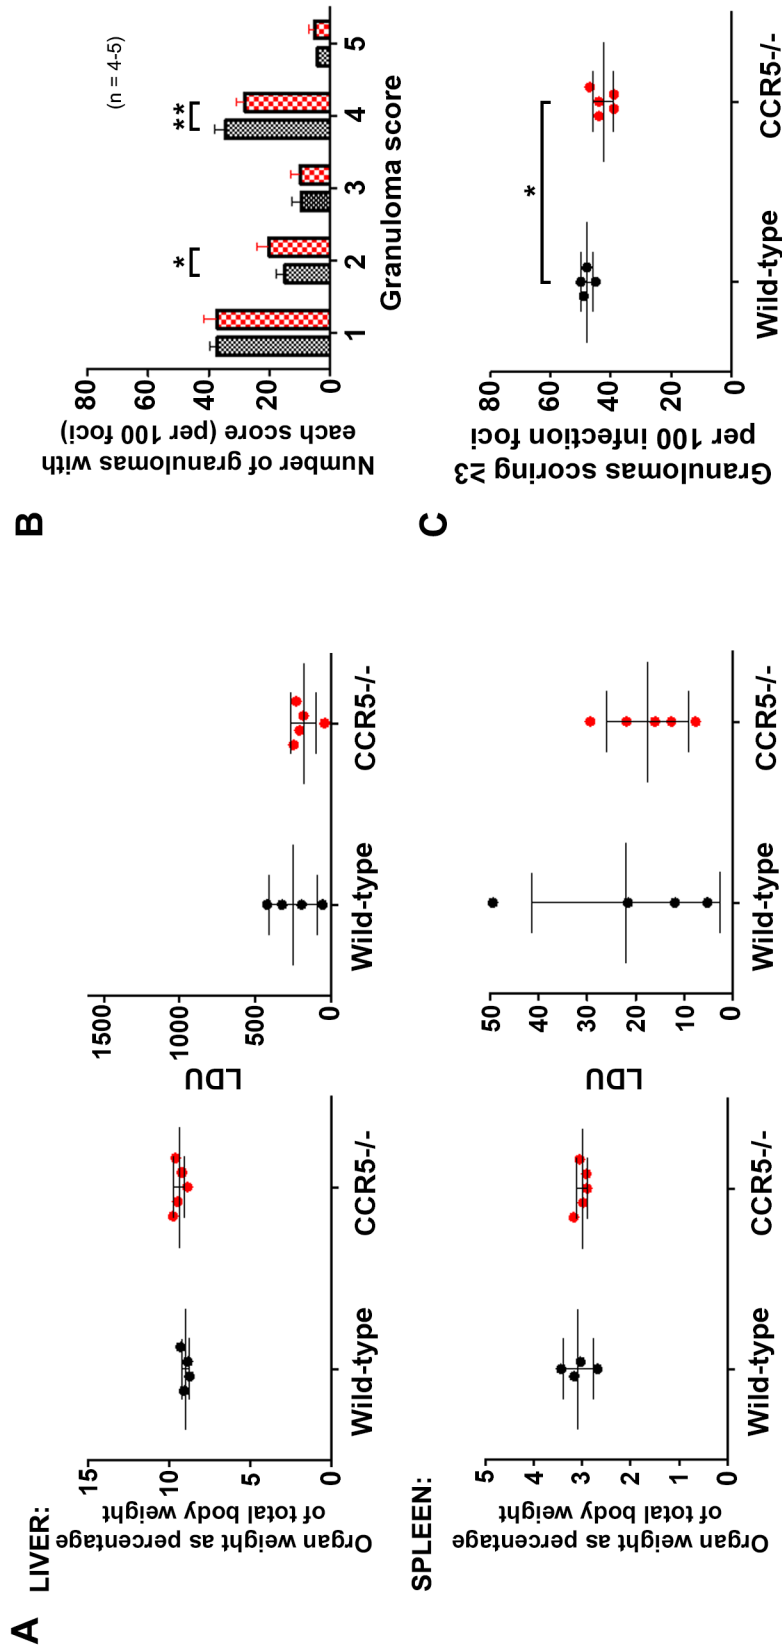 A
LIVER:
Organ weight as percentage
of total body weight
15
10
5
0
Wild-type
CCR5-/-
LDU
1500
1000
500
0
Wild-type
CCR5-/-
SPLEEN:
Organ weight as percentage
of total body weight
5
4
3
2
1
0
Wild-type
CCR5-/-
LDU
50
40
30
20
10
0
Wild-type
CCR5-/-
B
Number of granulomas with
each score (per 100 foci)
80
60
40
20
0
*
**
(n = 4-5)
1 2 3 4 5
Granuloma score
C
Granulomas scoring ≥3
per 100 infection foci
80
60
40
20
0
*
Wild-type
CCR5-/-